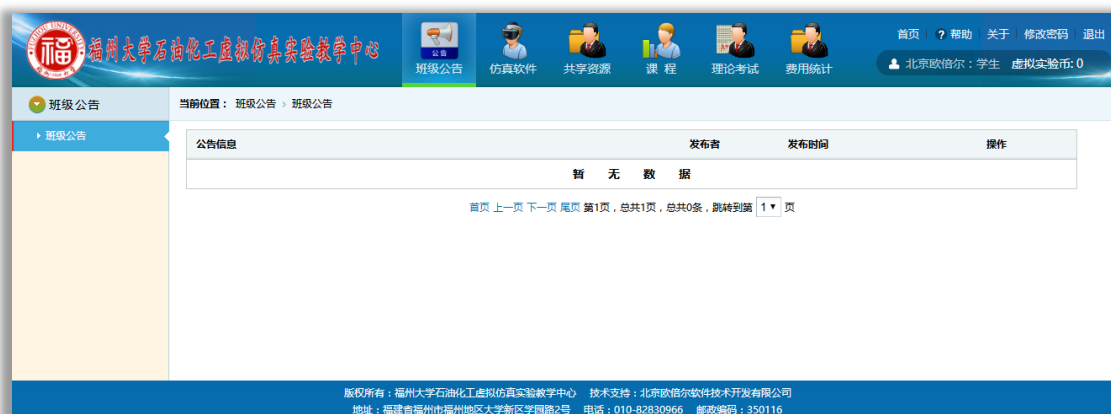 福州大学石油化工虚拟仿真实验教学中心
首页 ? 帮助 关于 修改密码 退出
公告
班级公告 仿真软件 共享资源 课 程 理论考试 费用统计
北京欧倍尔：学生 虚拟实验币: 0
班级公告
当前位置： 班级公告 > 班级公告
班级公告
公告信息 发布者 发布时间 操作
暂 无 数 据
首页 上一页 下一页 尾页 第1页，总共1页，总共0条，跳转到第 1 页
版权所有：福州大学石油化工虚拟仿真实验教学中心 技术支持：北京欧倍尔软件技术开发有限公司
地址：福建省福州市福州地区大学新区学园路2号 电话：010-82830966 邮政编码：350116